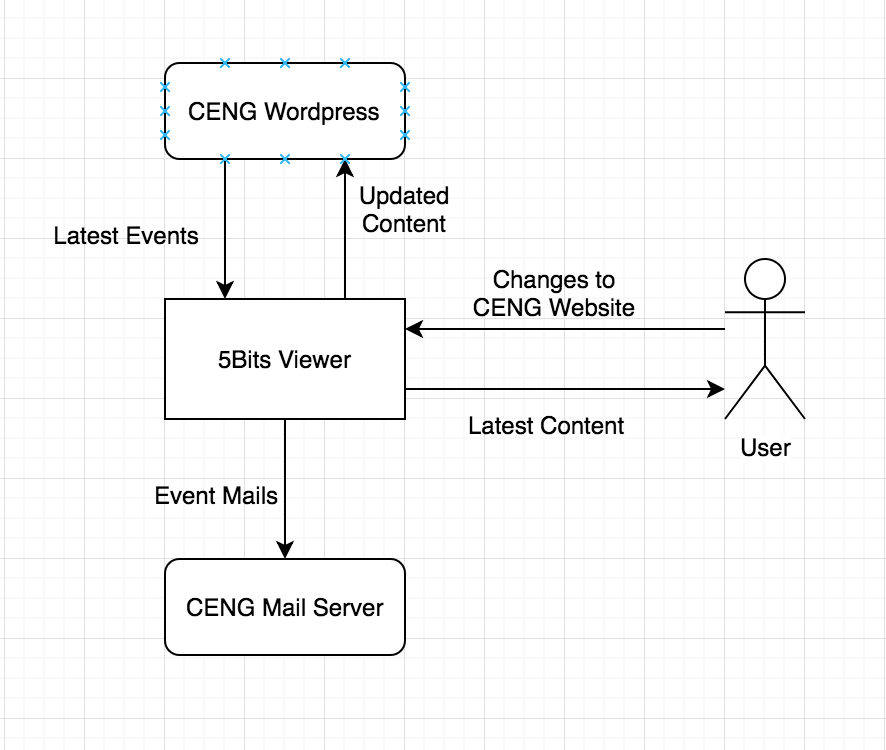 CENG Wordpress
Updated
Content
Latest Events
Changes to
CENG Website
5Bits Viewer
Latest Content
User
Event Mails
CENG Mail Server